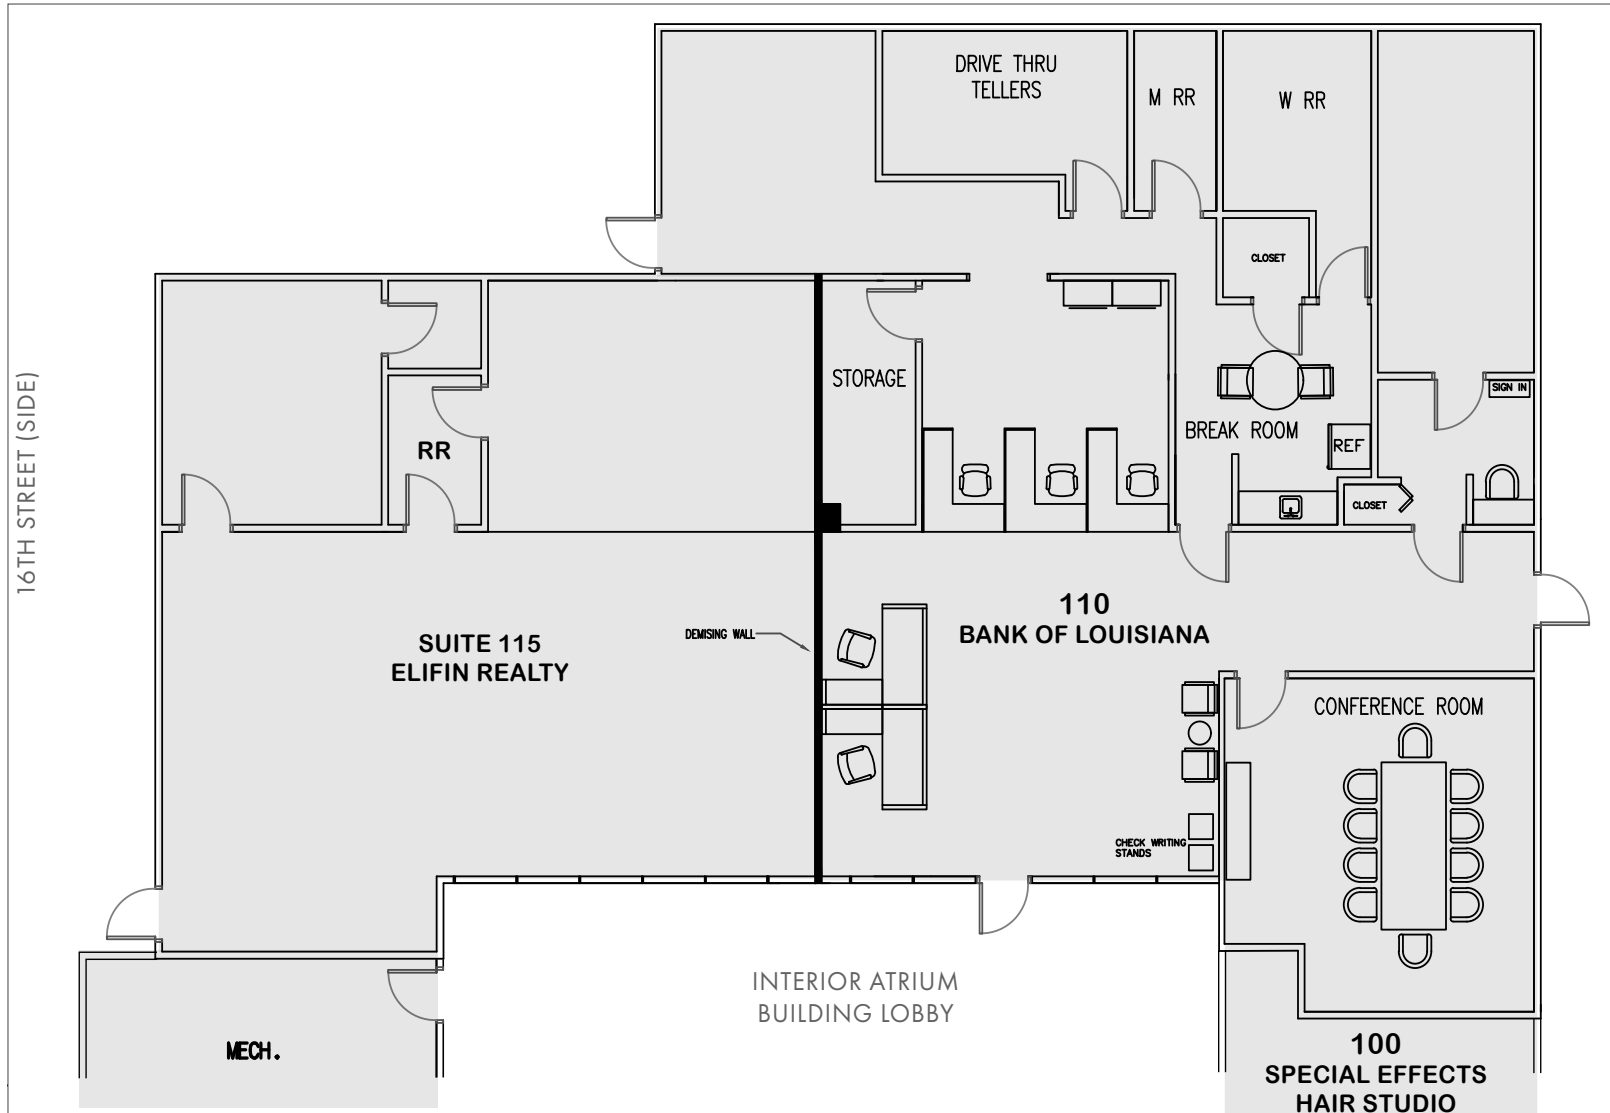 DRIVE THRU
TELLERS
M RR
W RR
CLOSET
STORAGE
SIGN IN
16TH STREET (SIDE)
RR
BREAK ROOM
REF
CLOSET
110
BANK OF LOUISIANA
SUITE 115
ELIFIN REALTY
DEMISING WALL
CONFERENCE ROOM
CHECK WRITING
STANDS
INTERIOR ATRIUM
BUILDING LOBBY
MECH.
100
SPECIAL EFFECTS
HAIR STUDIO